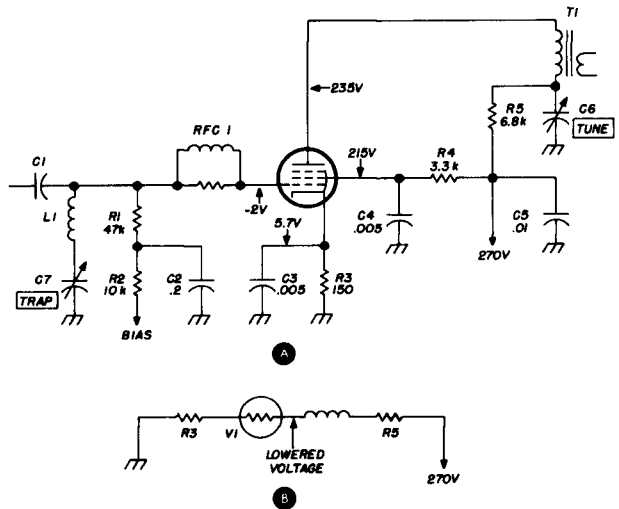 T1
235V
RFC 1
R5
6.8k
C6
TUNE
C1
215V
R4
3.3k
-2V
L1
R1
47k
5.7V
C4
.005
C5
.01
C7
TRAP
R2
10k
C2
.2
C3
.005
R3
150
270V
BIAS
A
R3
V1
R5
LOWERED
VOLTAGE
270V
B